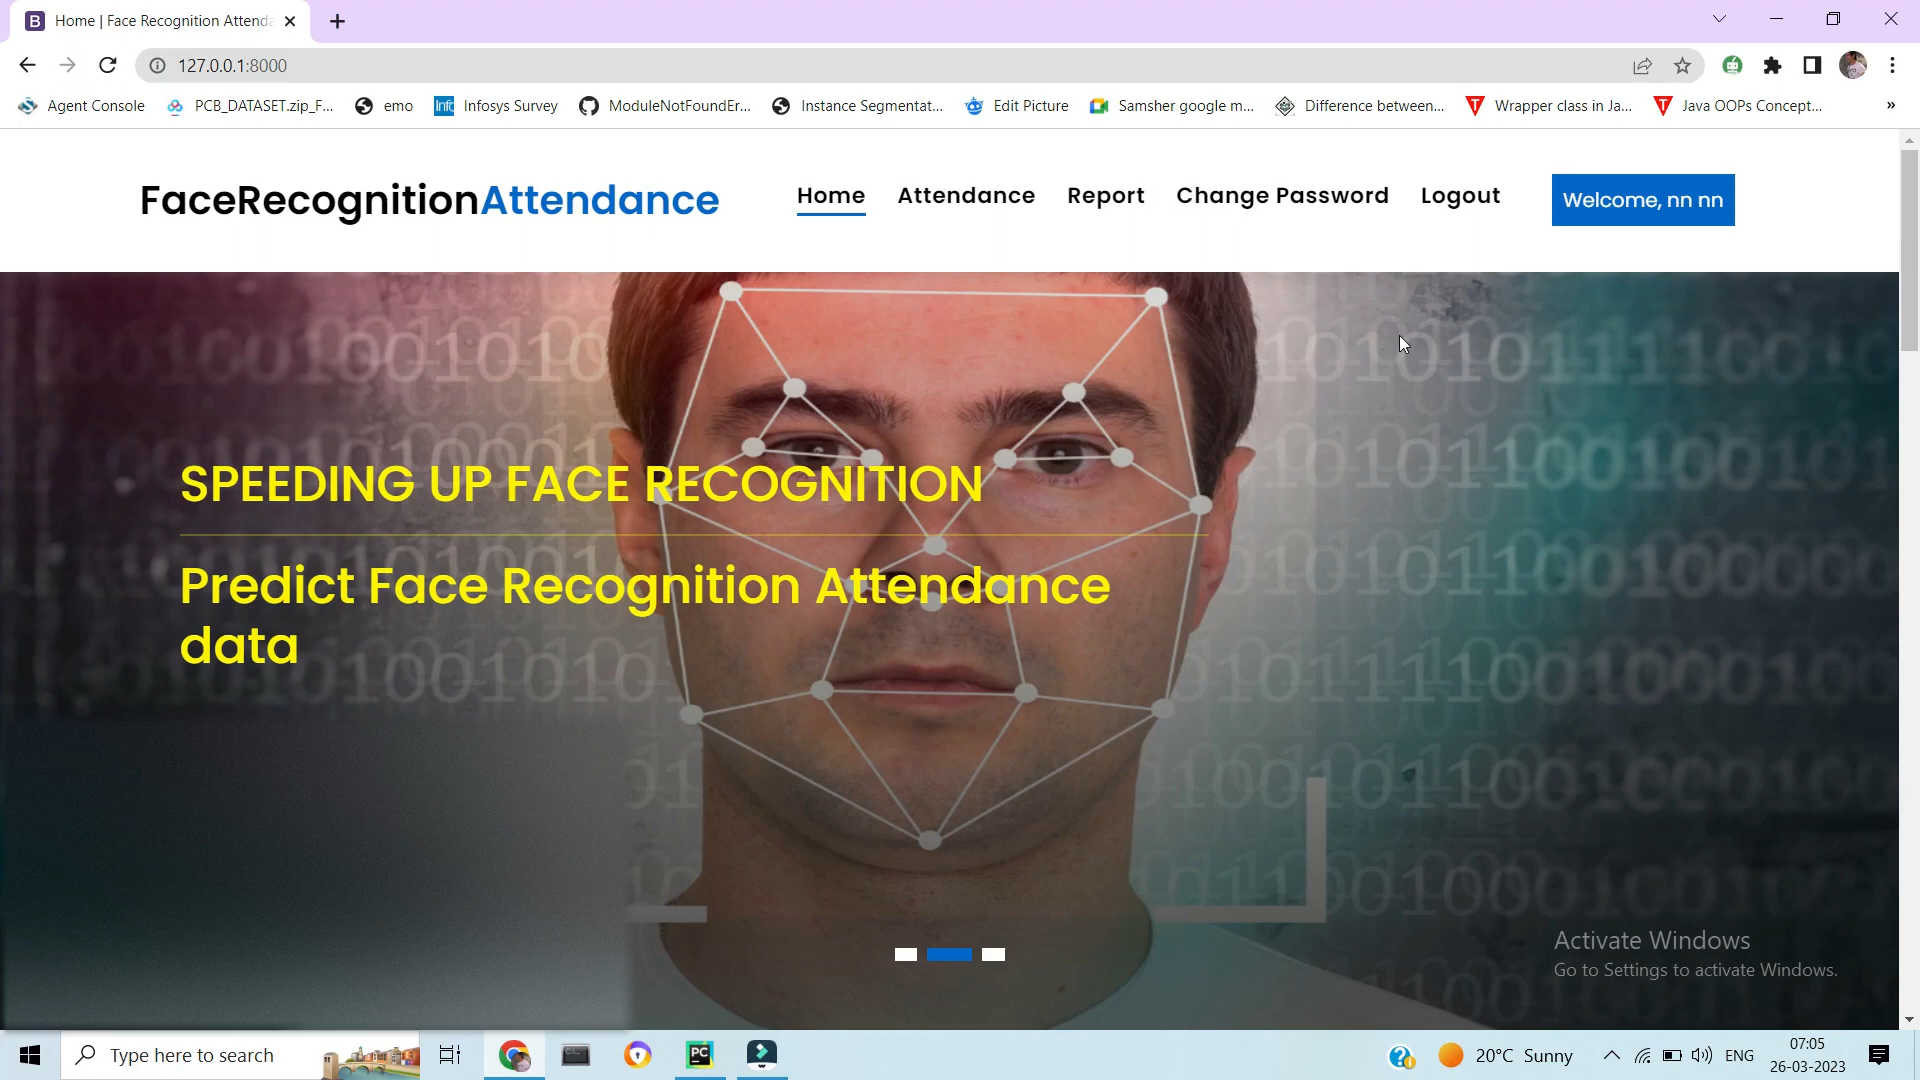 Home | Face Recognition Attenda
127.0.0.1:8000
Agent Console
PCB_DATASET.zip_F...
emo
Infosys Survey
ModuleNotFoundEr...
Instance Segmentat...
Edit Picture
Samsher google m...
Difference between...
Wrapper class in Ja...
Java OOPs Concept...
»
FaceRecognitionAttendance
Home
Attendance
Report
Change Password
Logout
Welcome, nn nn
SPEEDING UP FACE RECOGNITION
Predict Face Recognition Attendance
data
Activate Windows
Go to Settings to activate Windows.
Type here to search
20°C Sunny
ENG
07:05
26-03-2023